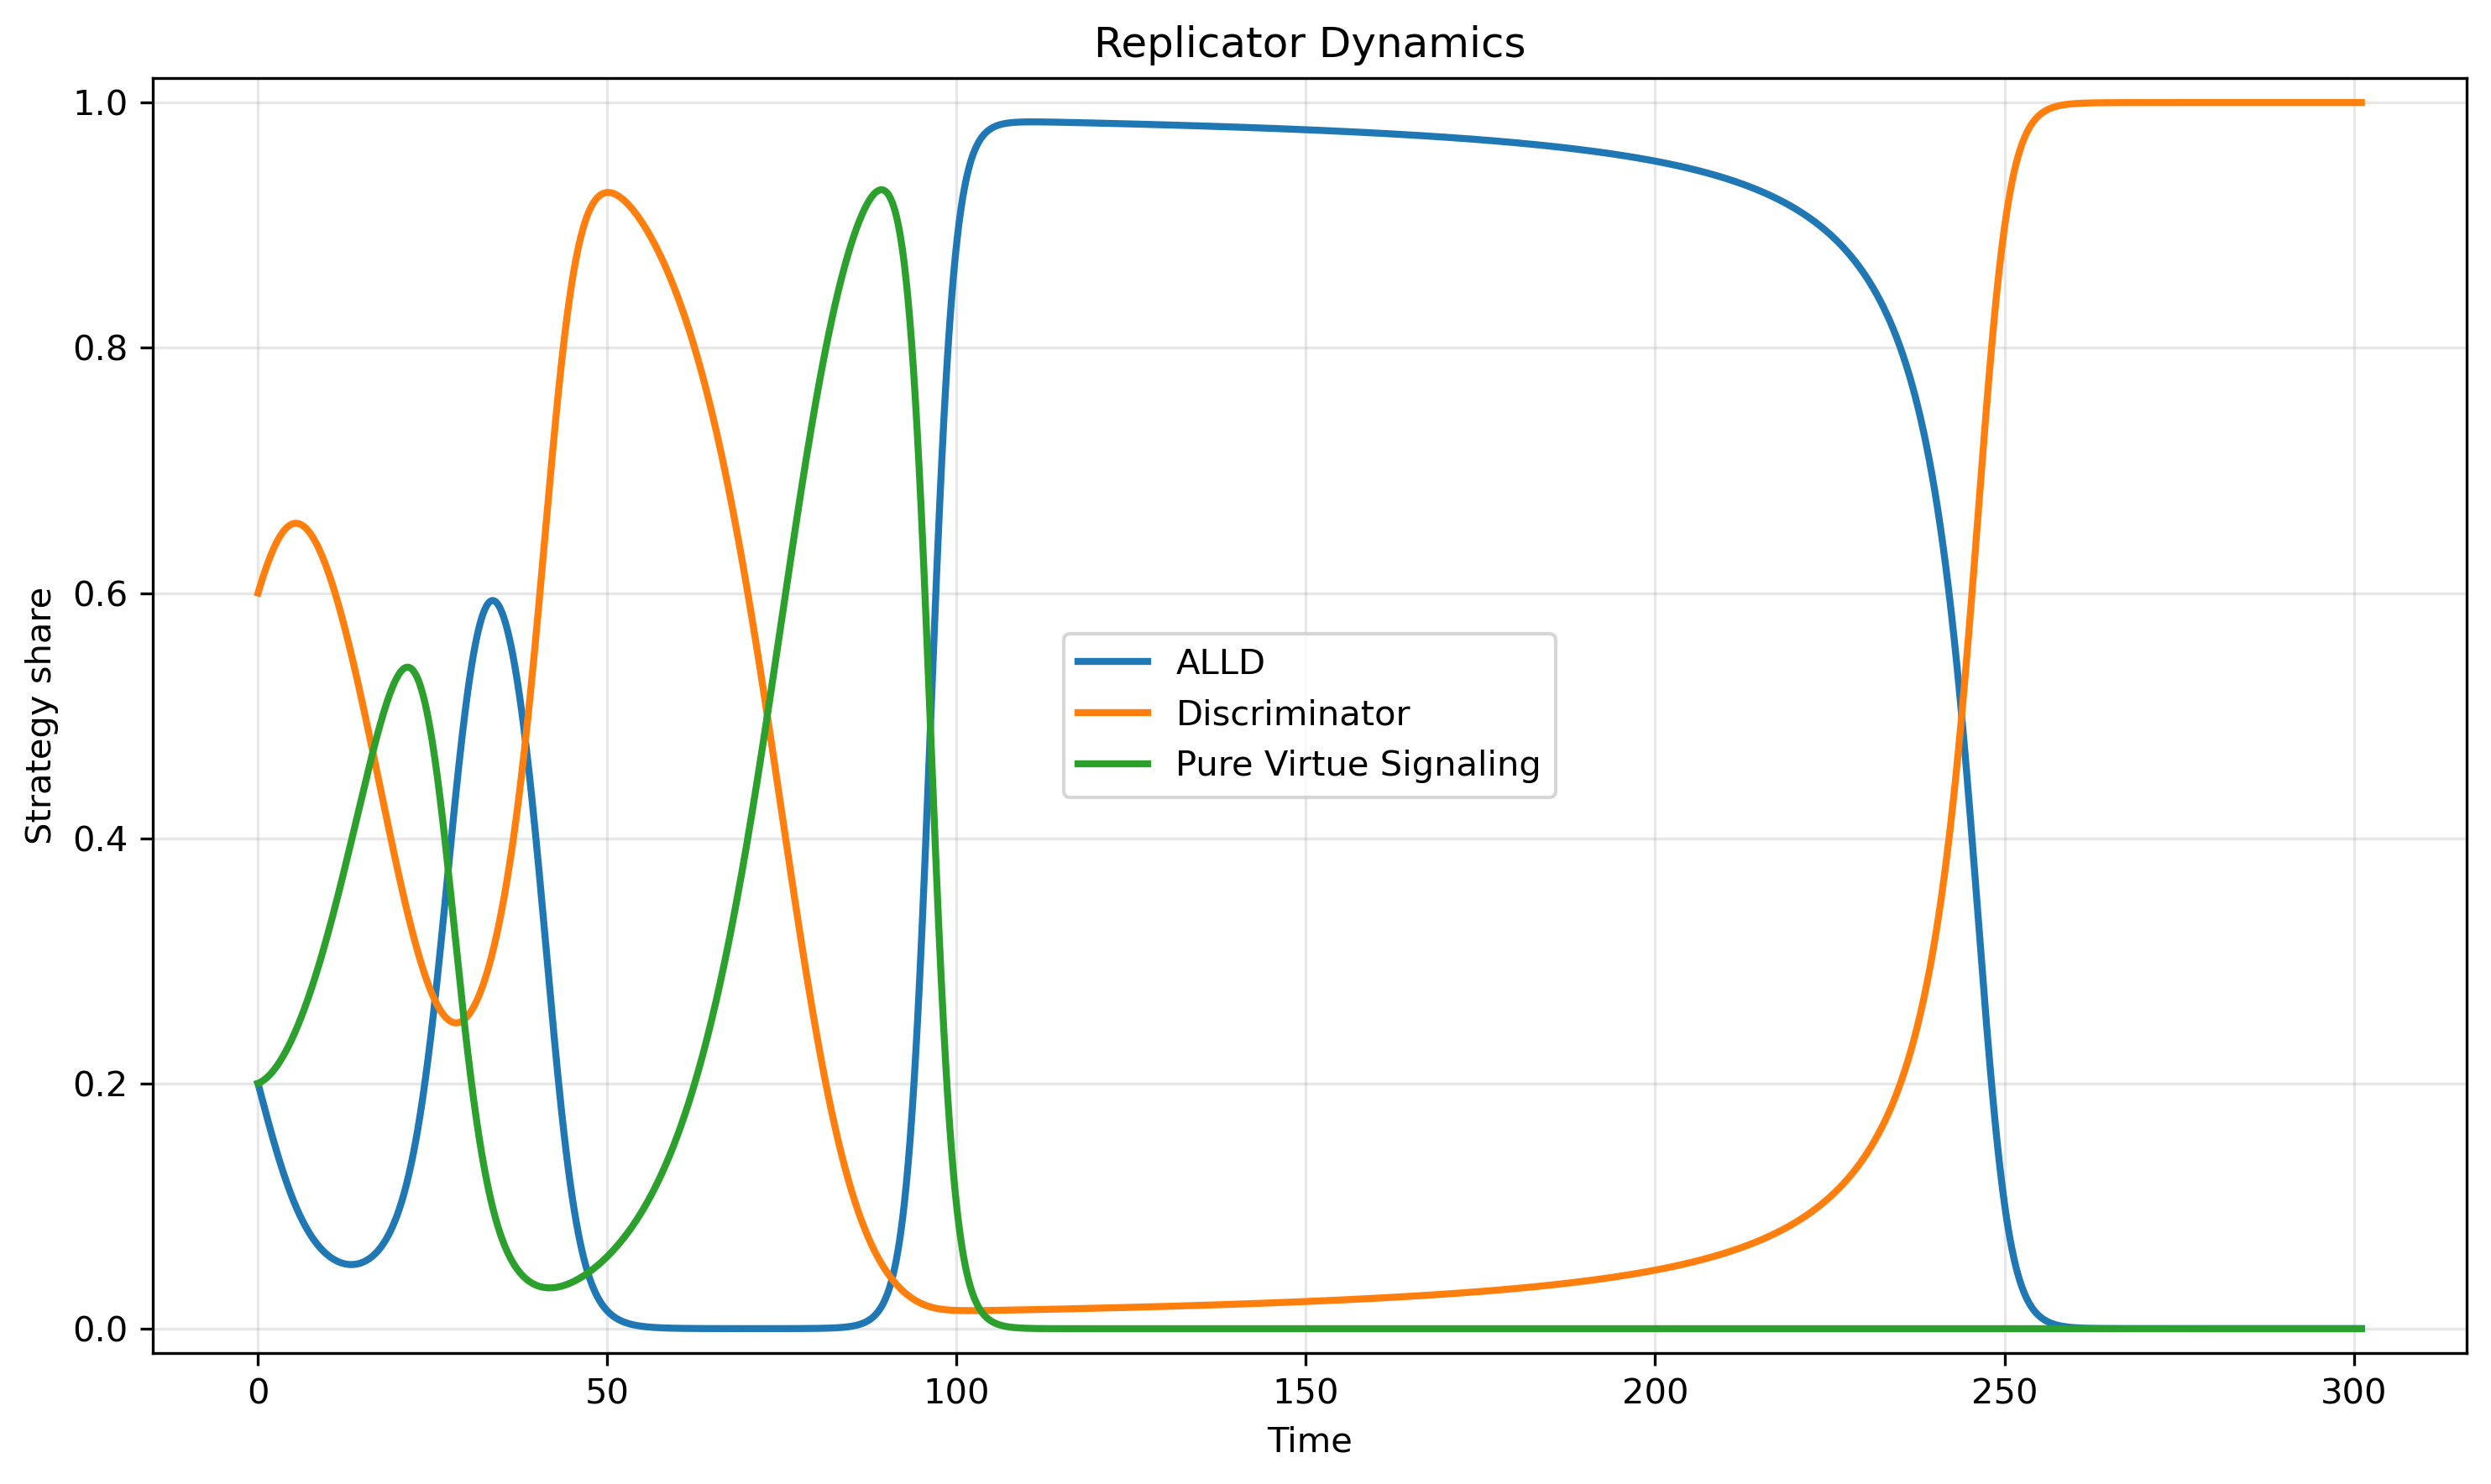 Replicator Dynamics
1.0
0.8
0.6
0.4
0.2
0.0
Strategy share
ALLD
Discriminator
Pure Virtue Signaling
0 50 100 150 200 250 300
Time